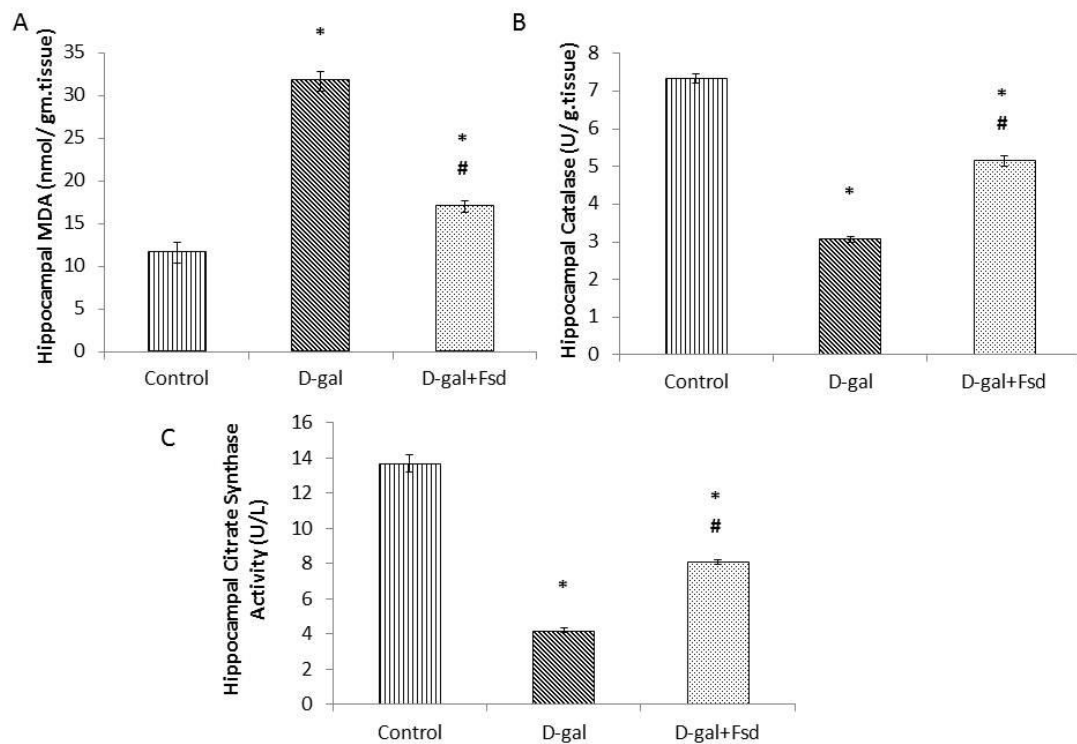 A
Hippocampal MDA (nmol/ gm.tissue)
35
30
25
20
15
10
5
0
*
*
#
Control
D-gal
D-gal+Fsd
B
Hippocampal Catalase (U/ g.tissue)
8
7
6
5
4
3
2
1
0
*
*
#
Control
D-gal
D-gal+Fsd
C
Hippocampal Citrate Synthase
Activity (U/L)
16
14
12
10
8
6
4
2
0
*
*
#
Control
D-gal
D-gal+Fsd